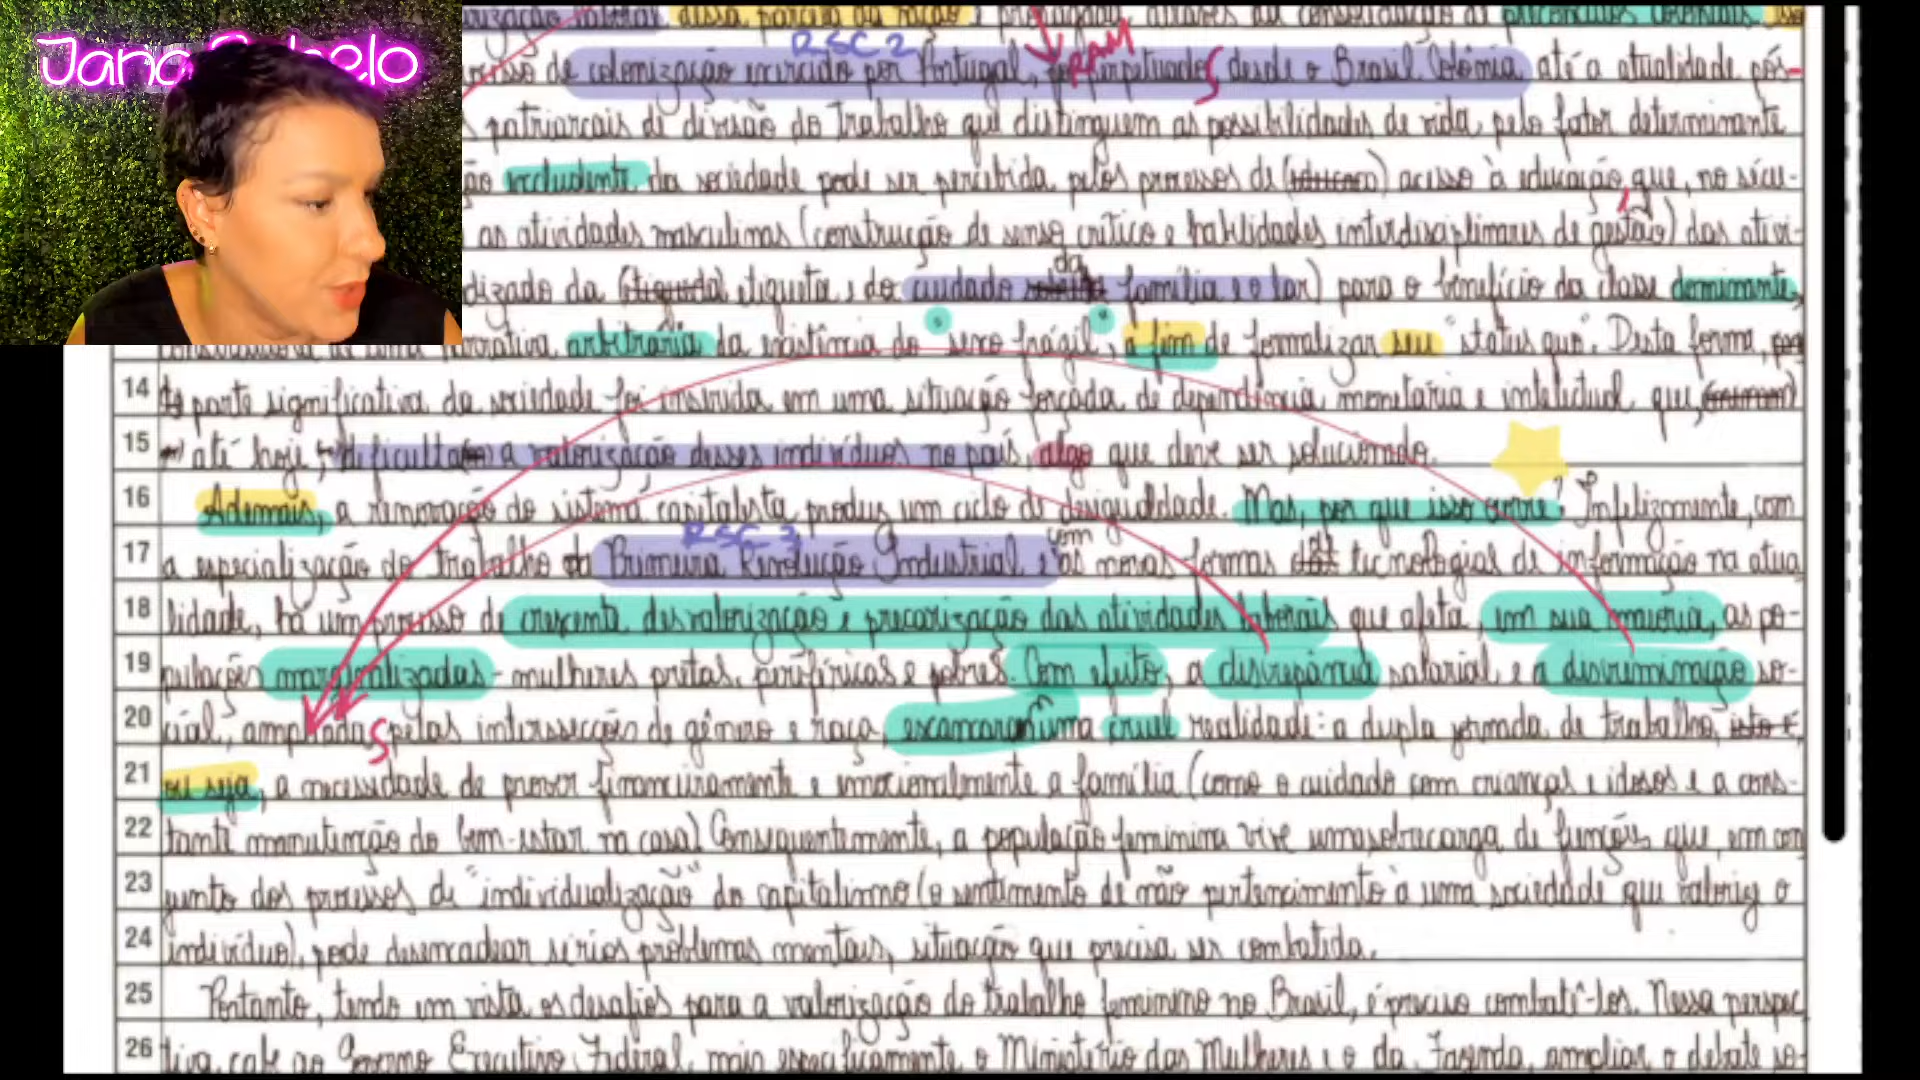 Jana Rabelo
dessa parcela da nação
RSC 2
de colonização exercido por Portugal, RAM perpetuados desde o Brasil Colônia até a atualidade pós-
patriarcais de divisão do trabalho que distinguem as possibilidades de vida, pelo fator determinante
excludente da sociedade pode ser percebida pelos processos de acesso à educação, que, no sécu-
as atividades masculinas (construção de senso crítico e habilidades interdisciplinares de gestão) das ativi-
dizado da etiqueta e do cuidado da família e o lar) para o benefício da classe dominante,
arbitrária da existência do "sexo frágil", a fim de formalizar seu "status quo". Desta forma,
14 parte significativa da sociedade foi inserida em uma situação forçada de dependência monetária e intelectual que,
15 até hoje, dificulta a valorização desses indivíduos no país, algo que deve ser solucionado.
16 Ademais, a renovação do sistema capitalista produz um ciclo de desigualdade. Mas, por que isso ocorre? Infelizmente, com
RSC 3
17 a especialização do trabalho da Primeira Revolução Industrial e com as novas formas tecnologias de informação na atua
18 lidade, há um processo de crescente desvalorização e precarização das atividades laborais que afeta, em sua maioria, as po-
19 pulações marginalizadas - mulheres pretas, periféricas e pobres. Com efeito, a discrepância salarial e a discriminação so-
20 cial, ampliadas pelas intersecções de gênero e raça, escancaram uma cruel realidade: a dupla jornada de trabalho,
21 ou seja, a necessidade de prover financeiramente e emocionalmente a família (como o cuidado com crianças e idosos e a cons-
22 tante manutenção do bem-estar na casa) Consequentemente, a população feminina vive uma sobrecarga de funções que, em con
23 junto dos processos de "individualização" do capitalismo (o sentimento de não pertencimento à uma sociedade que valoriz o
24 indivíduo), pode desencadear sérios problemas mentais, situação que precisa ser combatida.
25 Portanto, tendo em vista os desafios para a valorização do trabalho feminino no Brasil, é preciso combatê-los. Nessa perspec
26 tiva, cabe ao Governo Executivo Federal, mais especificamente o Ministério das Mulheres e o da Fazenda, ampliar o debate so-